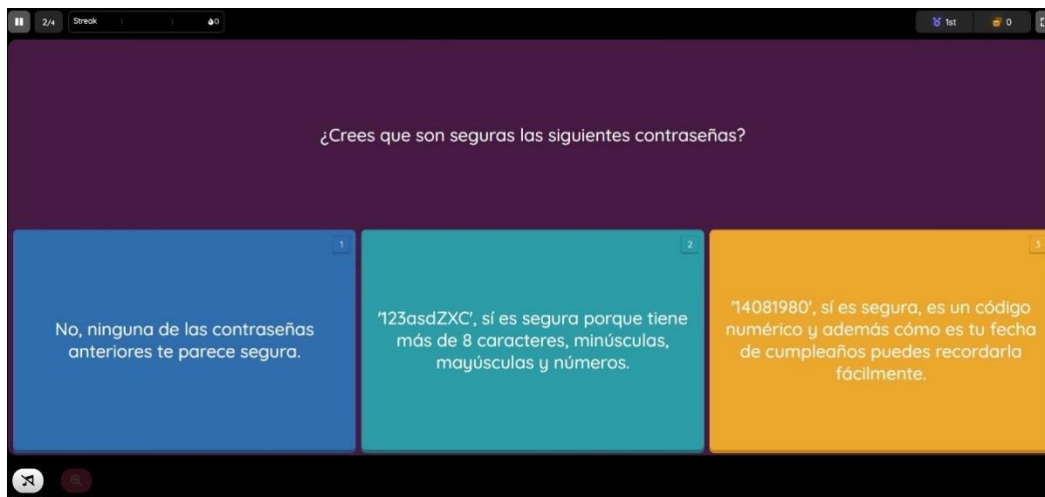 2/4
Streak
0
1st
0
¿Crees que son seguras las siguientes contraseñas?
1
No, ninguna de las contraseñas
anteriores te parece segura.
2
'123asdZXC', sí es segura porque tiene
más de 8 caracteres, minúsculas,
mayúsculas y números.
3
'14081980', sí es segura, es un código
numérico y además cómo es tu fecha
de cumpleaños puedes recordarla
fácilmente.